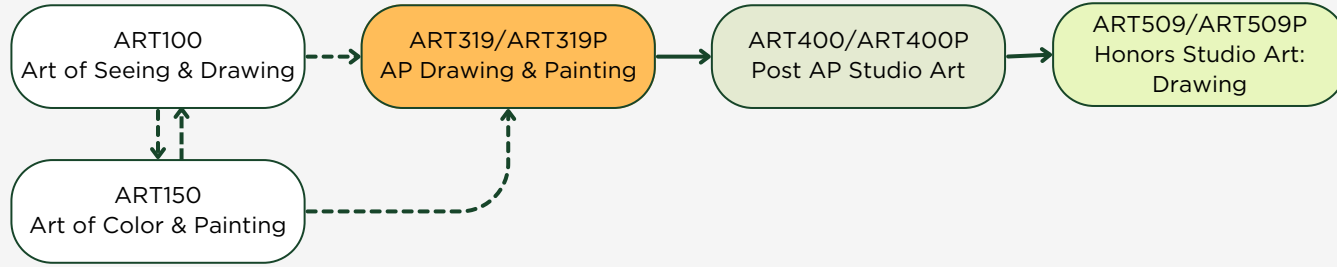 ART100
Art of Seeing & Drawing
ART319/ART319P
AP Drawing & Painting
ART400/ART400P
Post AP Studio Art
ART509/ART509P
Honors Studio Art:
Drawing
ART150
Art of Color & Painting